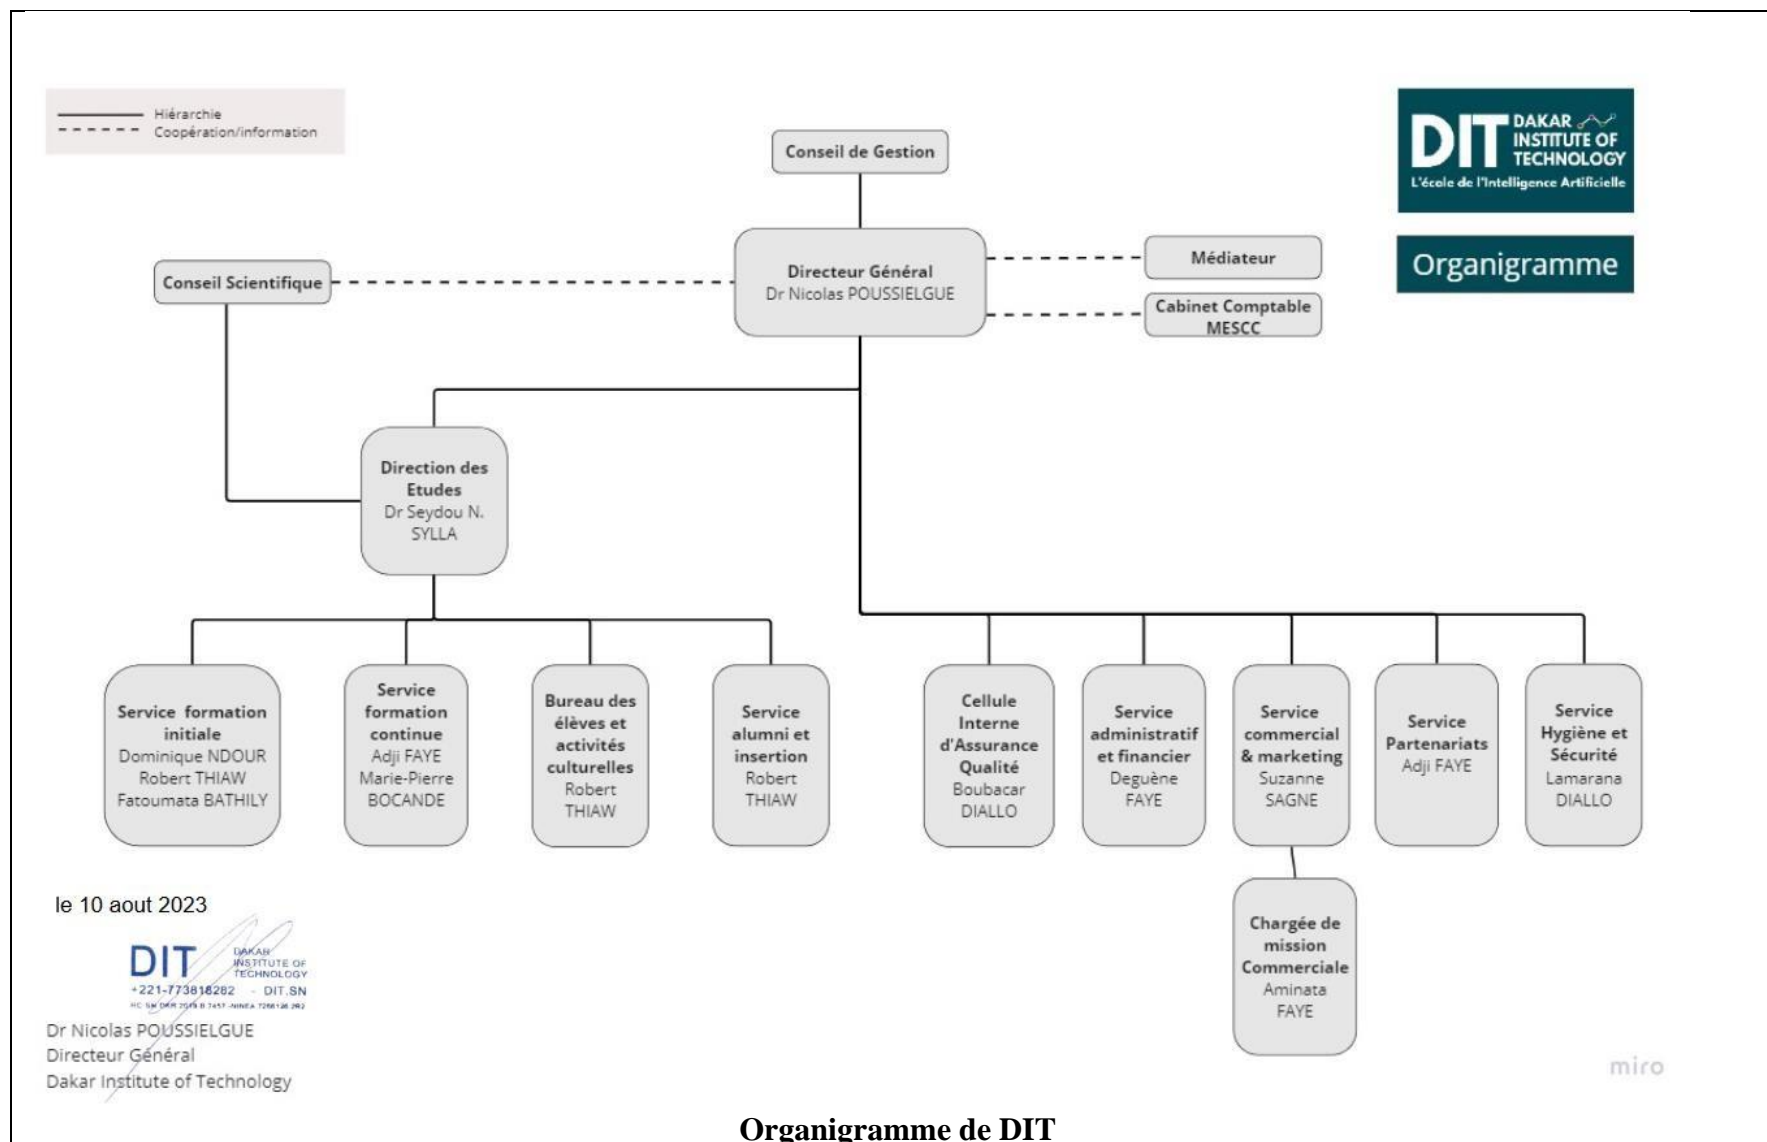 Hiérarchie
Coopération/information
DIT
DAKAR
INSTITUTE OF
TECHNOLOGY
L'école de l'Intelligence Artificielle
Organigramme
Conseil de Gestion
Directeur Général
Dr Nicolas POUSSIELGUE
Médiateur
Cabinet Comptable
MESCC
Conseil Scientifique
Direction des
Etudes
Dr Seydou N.
SYLLA
Service formation
initiale
Dominique NDOUR
Robert THIAW
Fatoumata BATHILY
Service
formation
continue
Adji FAYE
Marie-Pierre
BOCANDE
Bureau des
élèves et
activités
culturelles
Robert
THIAW
Service
alumni et
insertion
Robert
THIAW
Cellule
Interne
d'Assurance
Qualité
Boubacar
DIALLO
Service
administratif
et financier
Deguène
FAYE
Service
commercial
& marketing
Suzanne
SAGNE
Service
Partenariats
Adji FAYE
Service
Hygiène et
Sécurité
Lamarana
DIALLO
Chargée de
mission
Commerciale
Aminata
FAYE
le 10 aout 2023
DIT
DAKAR
INSTITUTE OF
TECHNOLOGY
+221-773818282 - DIT.SN
Dr Nicolas POUSSIELGUE
Directeur Général
Dakar Institute of Technology
miro
Organigramme de DIT